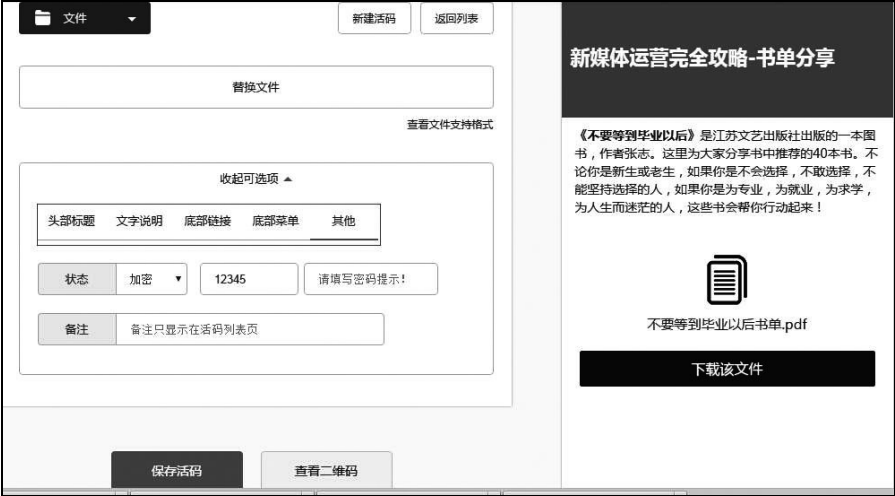 文件
新建活码
返回列表
替换文件
查看文件支持格式
收起可选项
头部标题 文字说明 底部链接 底部菜单 其他
状态 加密 12345 请填写密码提示!
备注 备注只显示在活码列表页
保存活码
查看二维码
新媒体运营完全攻略-书单分享
《不要等到毕业以后》是江苏文艺出版社出版的一本图
书，作者张志。这里为大家分享书中推荐的40本书。不
论你是新生或老生，如果你是不会选择，不敢选择，不
能坚持选择的人，如果你是为专业，为就业，为求学，
为人生而迷茫的人，这些书会帮你行动起来！
不要等到毕业以后书单.pdf
下载该文件